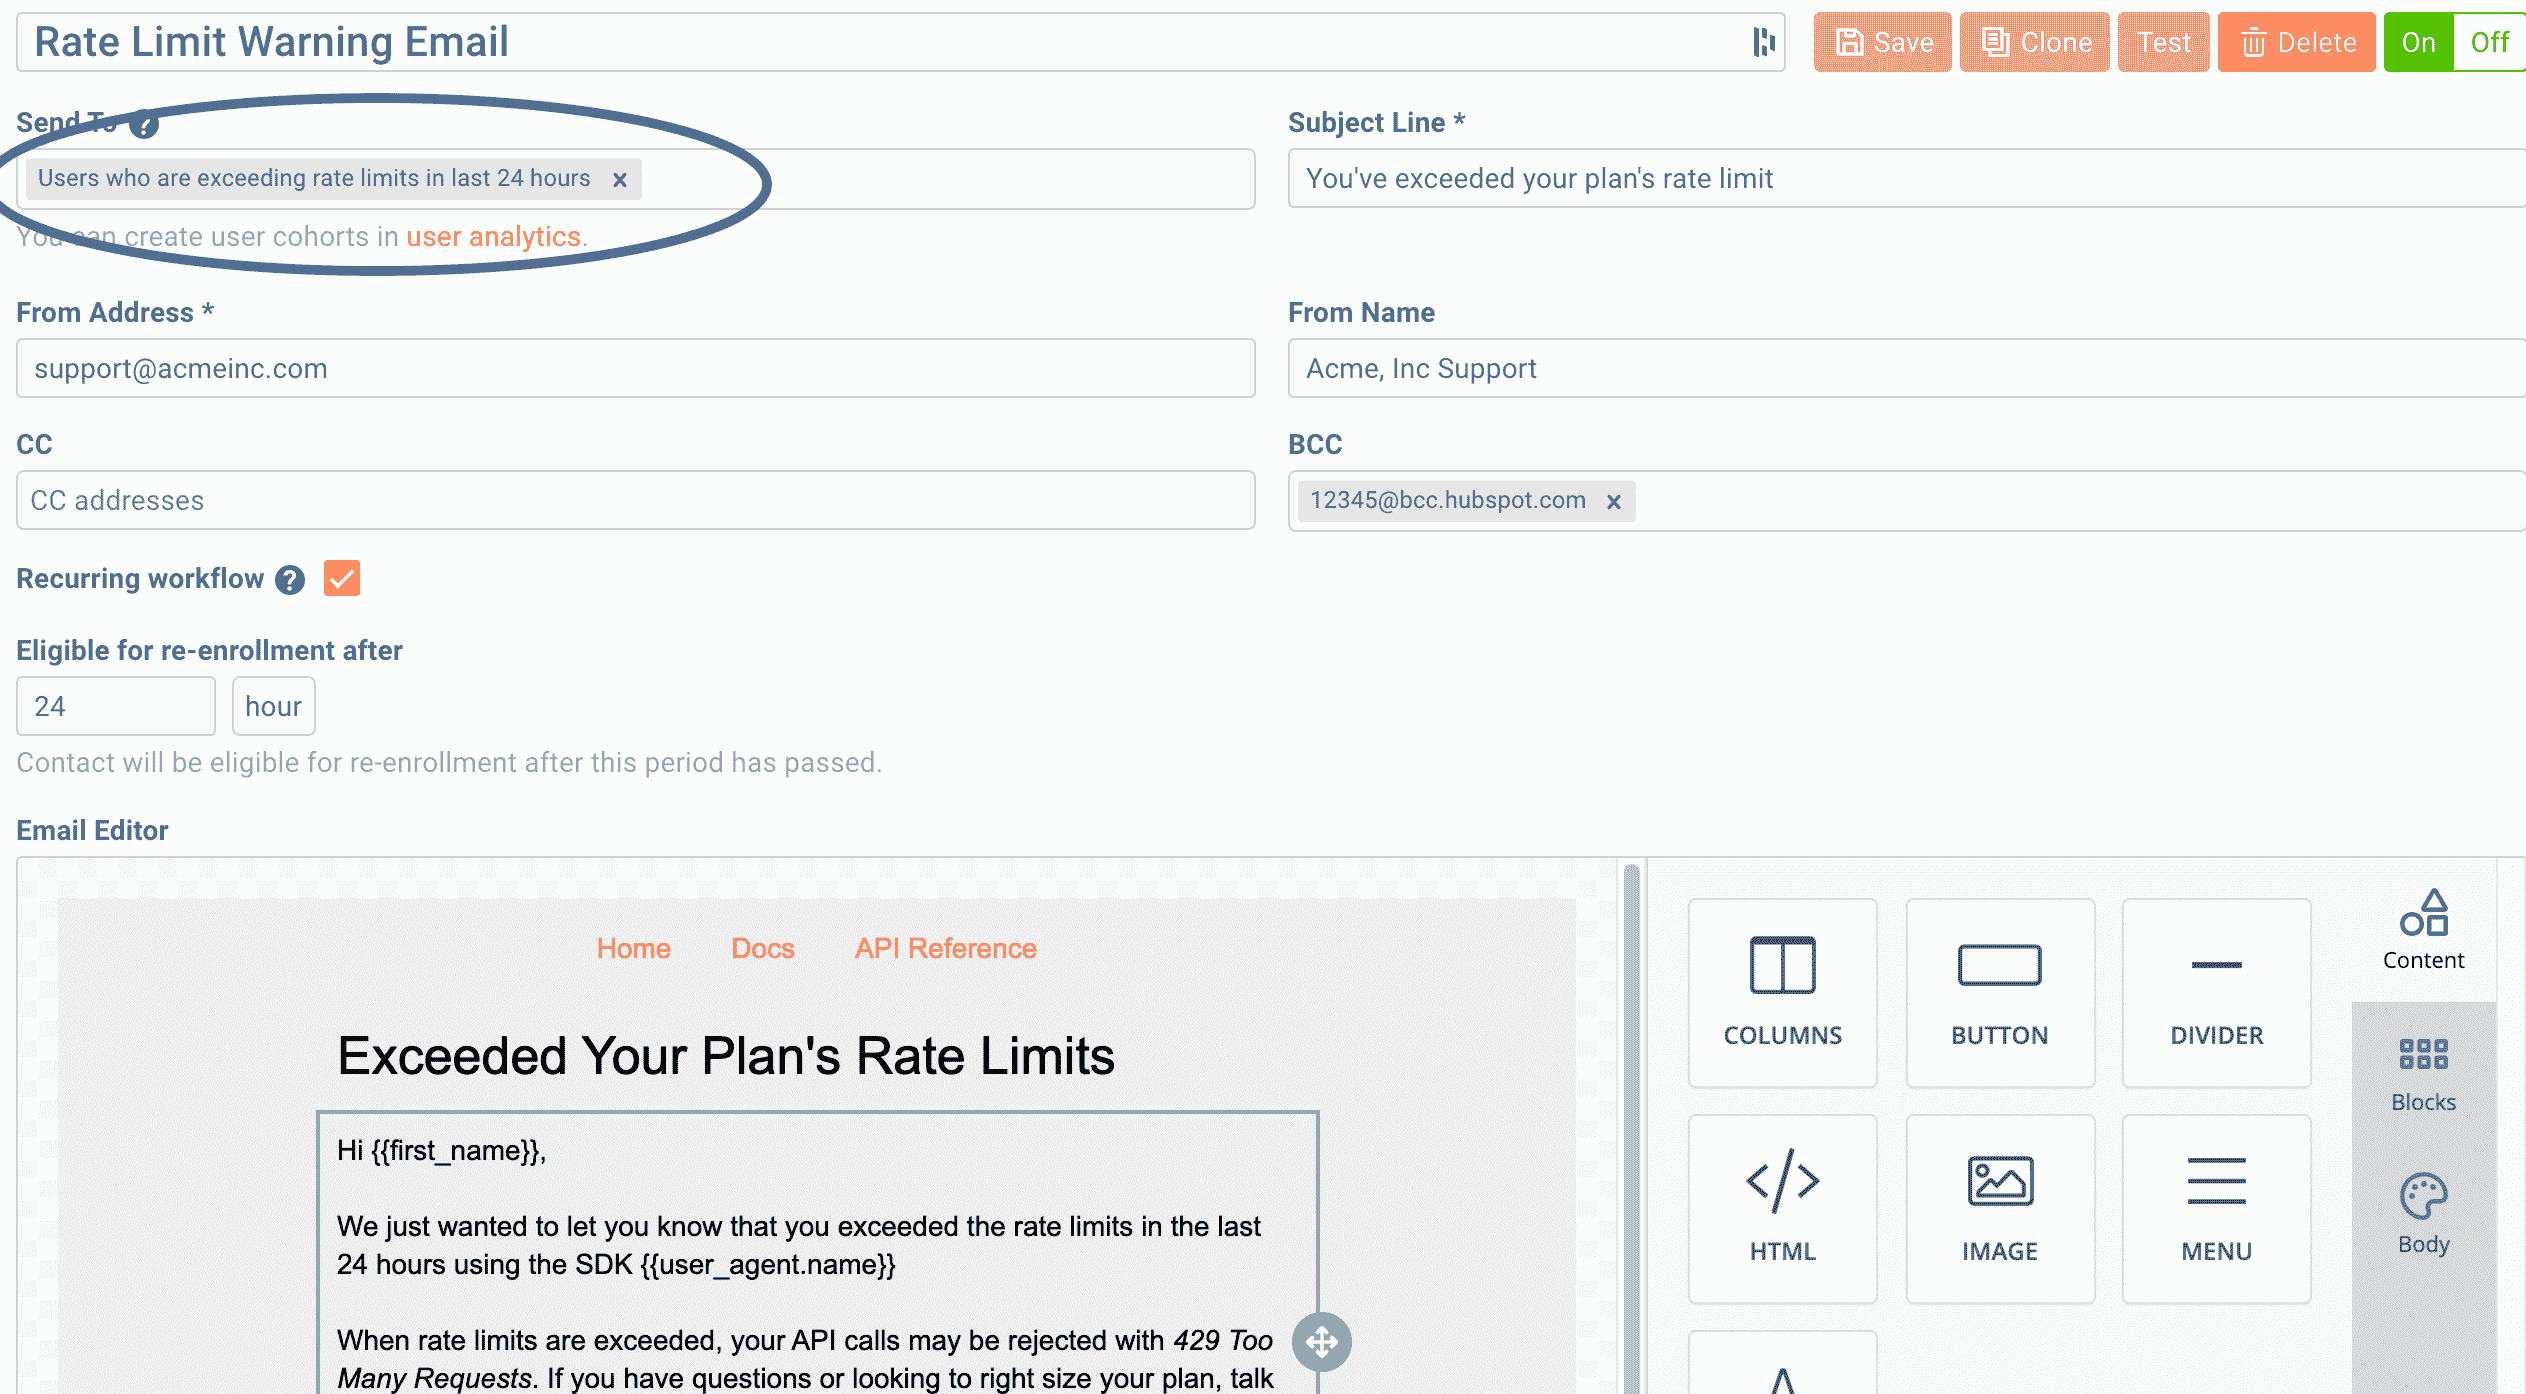 Rate Limit Warning Email
Save
Clone
Test
Delete
On
Off
Send To
Users who are exceeding rate limits in last 24 hours ×
You can create user cohorts in user analytics.
Subject Line *
You've exceeded your plan's rate limit
From Address *
support@acmeinc.com
From Name
Acme, Inc Support
CC
CC addresses
BCC
12345@bcc.hubspot.com ×
Recurring workflow
Eligible for re-enrollment after
24 hour
Contact will be eligible for re-enrollment after this period has passed.
Email Editor
Home Docs API Reference
Exceeded Your Plan's Rate Limits
Hi {{first_name}},
We just wanted to let you know that you exceeded the rate limits in the last
24 hours using the SDK {{user_agent.name}}
When rate limits are exceeded, your API calls may be rejected with 429 Too
Many Requests. If you have questions or looking to right size your plan, talk
COLUMNS
BUTTON
DIVIDER
HTML
IMAGE
MENU
Content
Blocks
Body